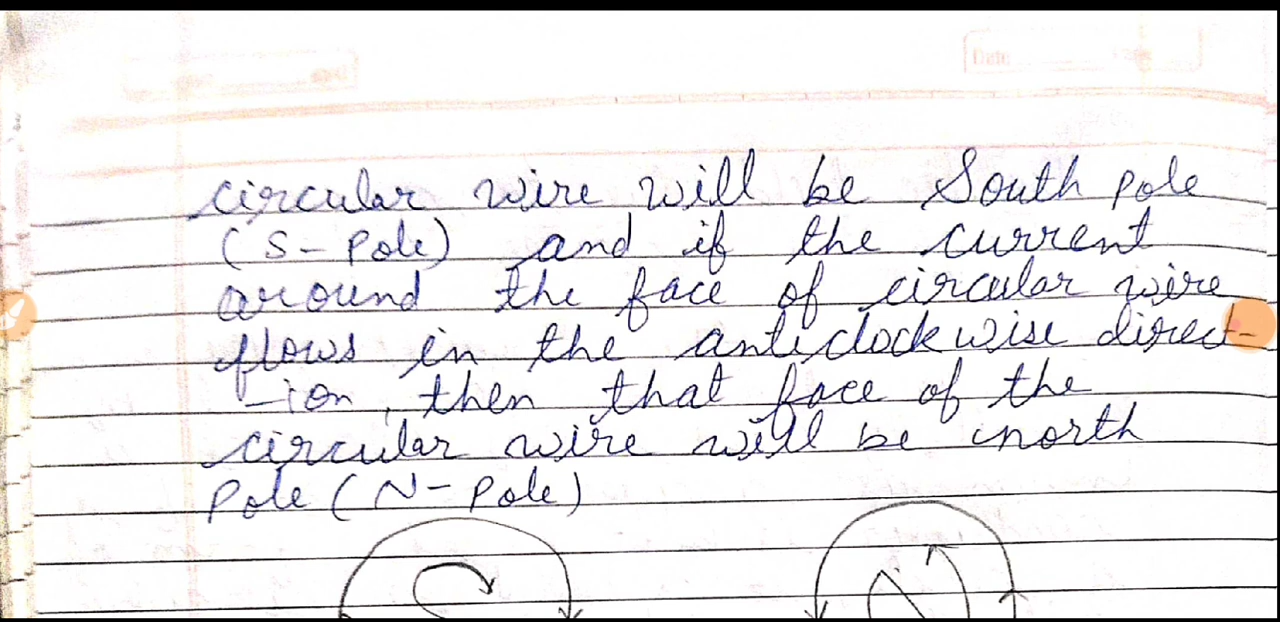 Date
circular wire will be South pole
(S-Pole) and if the current
around the face of circular wire
flows in the anticlockwise direct-
-ion, then that face of the
circular wire will be north
Pole (N-Pole)
S N